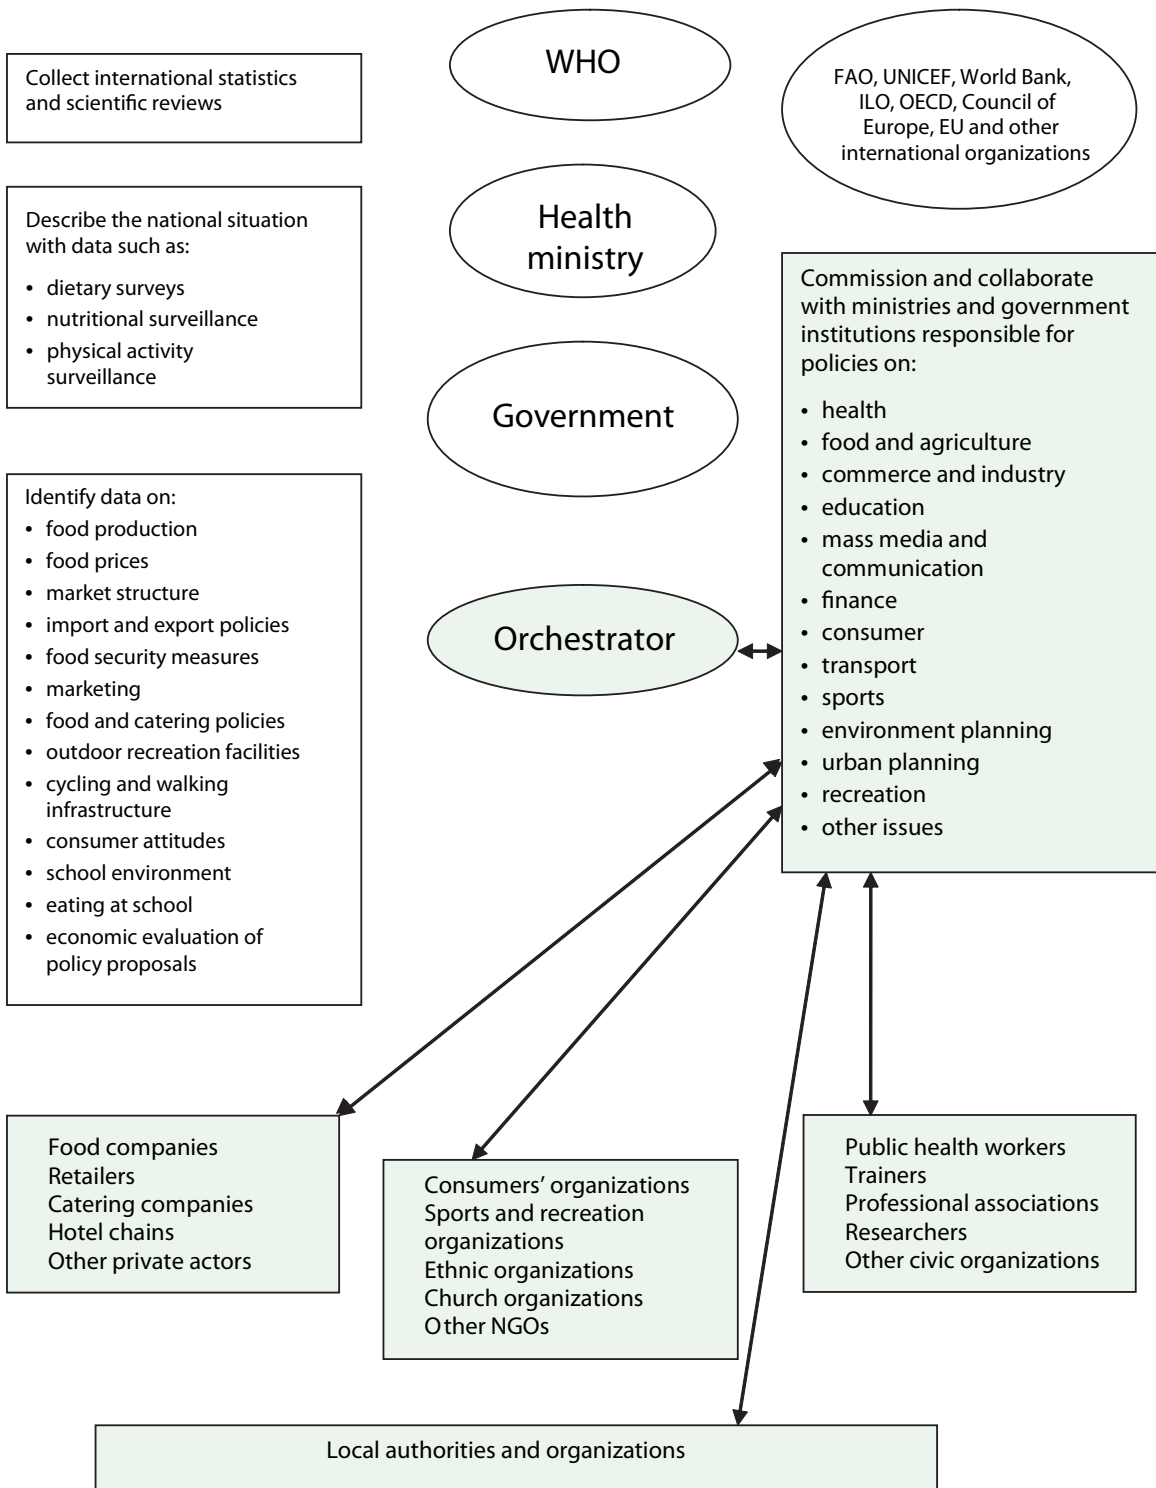 Collect international statistics
and scientific reviews
WHO
FAO, UNICEF, World Bank,
ILO, OECD, Council of
Europe, EU and other
international organizations
Describe the national situation
with data such as:
• dietary surveys
• nutritional surveillance
• physical activity
surveillance
Health
ministry
Government
Commission and collaborate
with ministries and government
institutions responsible for
policies on:
• health
• food and agriculture
• commerce and industry
• education
• mass media and
communication
• finance
• consumer
• transport
• sports
• environment planning
• urban planning
• recreation
• other issues
Identify data on:
• food production
• food prices
• market structure
• import and export policies
• food security measures
• marketing
• food and catering policies
• outdoor recreation facilities
• cycling and walking
infrastructure
• consumer attitudes
• school environment
• eating at school
• economic evaluation of
policy proposals
Orchestrator
Food companies
Retailers
Catering companies
Hotel chains
Other private actors
Consumers’ organizations
Sports and recreation
organizations
Ethnic organizations
Church organizations
Other NGOs
Public health workers
Trainers
Professional associations
Researchers
Other civic organizations
Local authorities and organizations